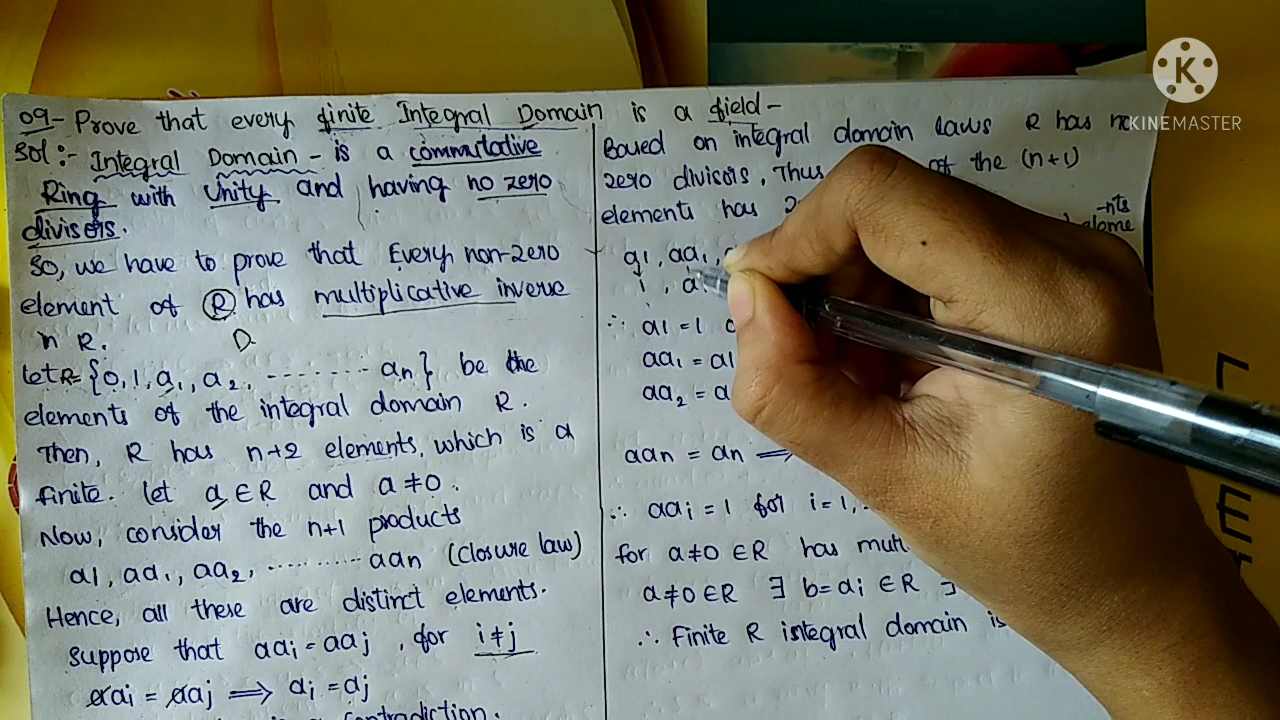 09- Prove that every finite Integral Domain is a field-
Sol:- Integral Domain - is a commutative
Ring with Unity and having no zero
divisors.
So, we have to prove that Every non-zero
element of R has multiplicative inverse
n R. D
let R={0,1,a1,a2,........an} be the
elements of the integral domain R.
Then, R has n+2 elements, which is a
finite. let a∈R and a≠0.
Now, consider the n+1 products
a1, aa1, aa2, ..........aan (Closure law)
Hence, all these are distinct elements.
Suppose that aai=aaj, for i≠j
aai = aaj ⟹ ai=aj
contradiction.
Based on integral domain laws R has no
zero divisors, Thus of the (n+1)
elements has
-nts
eleme
a1, aa1,
1, a
∴ a1=1
aa1 = a1
aa2 = a
aan = an ⟹
∴ aai=1 for i=1,
for a≠0 ∈R has mult
a≠0∈R ∃ b=ai ∈R ∃
∴ Finite R integral domain is
K
KINEMASTER